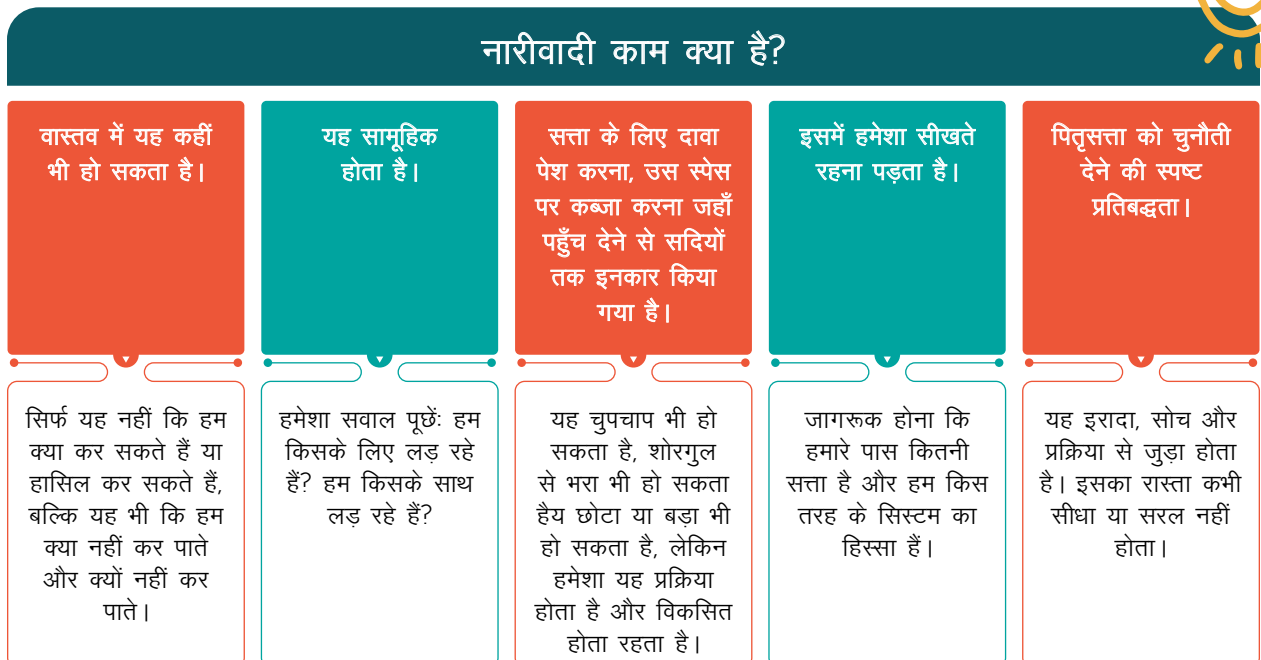 नारीवादी काम क्या है?
वास्तव में यह कहीं
भी हो सकता है।
सिर्फ यह नहीं कि हम
क्या कर सकते हैं या
हासिल कर सकते हैं,
बल्कि यह भी कि हम
क्या नहीं कर पाते
और क्यों नहीं कर
पाते।
यह सामूहिक
होता है।
हमेशा सवाल पूछें: हम
किसके लिए लड़ रहे
हैं? हम किसके साथ
लड़ रहे हैं?
सत्ता के लिए दावा
पेश करना, उस स्पेस
पर कब्जा करना जहाँ
पहुँच देने से सदियों
तक इनकार किया
गया है।
यह चुपचाप भी हो
सकता है, शोरगुल
से भरा भी हो सकता
हैय छोटा या बड़ा भी
हो सकता है, लेकिन
हमेशा यह प्रक्रिया
होता है और विकसित
होता रहता है।
इसमें हमेशा सीखते
रहना पड़ता है।
जागरूक होना कि
हमारे पास कितनी
सत्ता है और हम किस
तरह के सिस्टम का
हिस्सा हैं।
पितृसत्ता को चुनौती
देने की स्पष्ट
प्रतिबद्धता।
यह इरादा, सोच और
प्रक्रिया से जुड़ा होता
है। इसका रास्ता कभी
सीधा या सरल नहीं
होता।